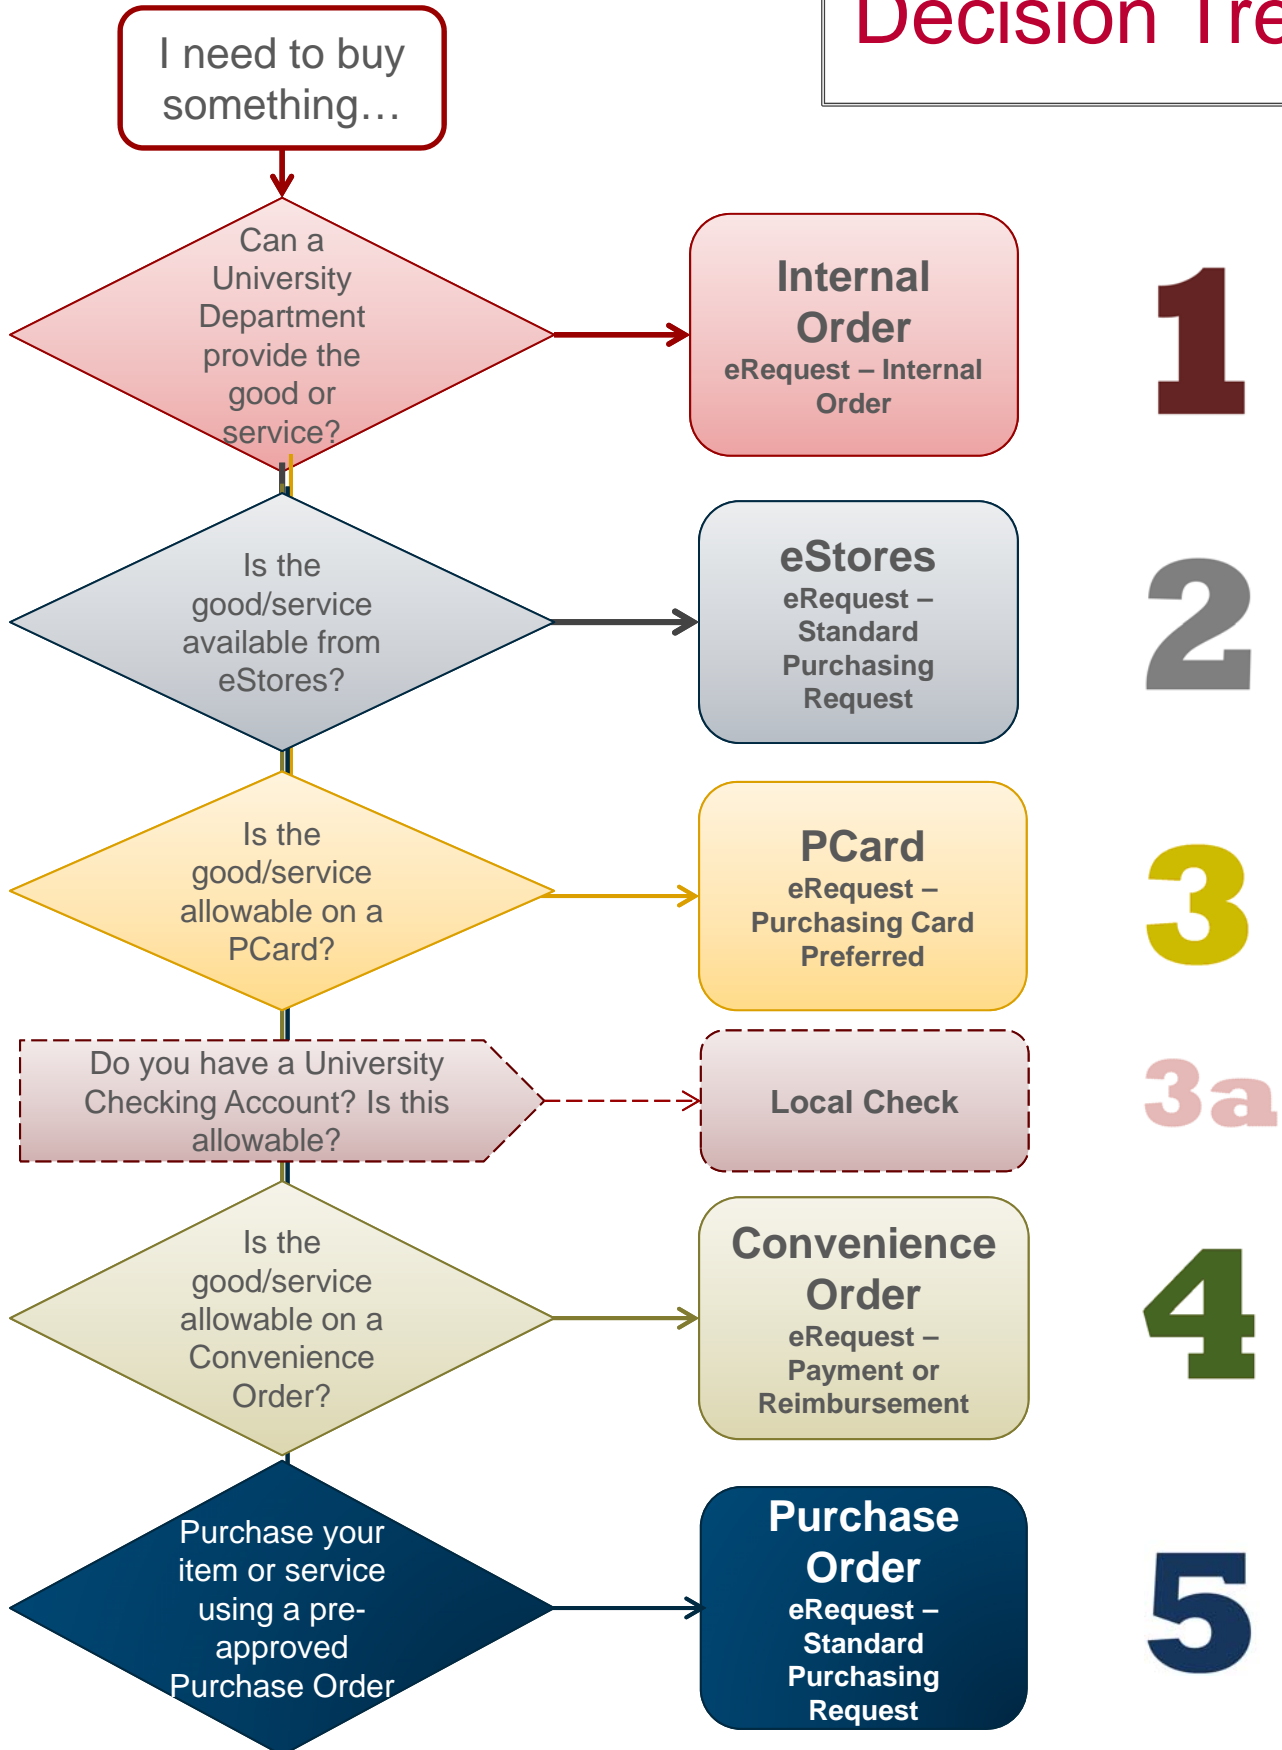 Decision Tre
I need to buy
something…
Can a
University
Department
provide the
good or
service?
Internal
Order
eRequest – Internal
Order
1
Is the
good/service
available from
eStores?
eStores
eRequest –
Standard
Purchasing
Request
2
Is the
good/service
allowable on a
PCard?
PCard
eRequest –
Purchasing Card
Preferred
3
Do you have a University
Checking Account? Is this
allowable?
Local Check
3a
Is the
good/service
allowable on a
Convenience
Order?
Convenience
Order
eRequest –
Payment or
Reimbursement
4
Purchase your
item or service
using a pre-
approved
Purchase Order
Purchase
Order
eRequest –
Standard
Purchasing
Request
5